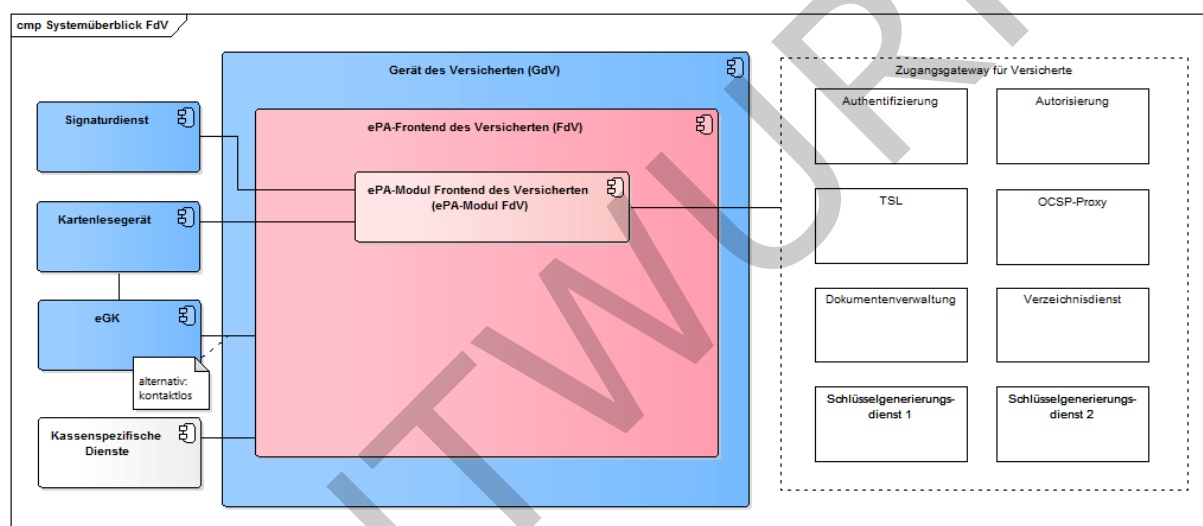 cmp Systemüberblick FdV
Gerät des Versicherten (GdV)
ePA-Frontend des Versicherten (FdV)
ePA-Modul Frontend des Versicherten
(ePA-Modul FdV)
Signaturdienst
Kartenlesegerät
eGK
alternativ:
kontaktlos
Kassenspezifische
Dienste
Zugangsgateway für Versicherte
Authentifizierung
Autorisierung
TSL
OCSP-Proxy
Dokumentenverwaltung
Verzeichnisdienst
Schlüsselgenerierungs-
dienst 1
Schlüsselgenerierungs-
dienst 2